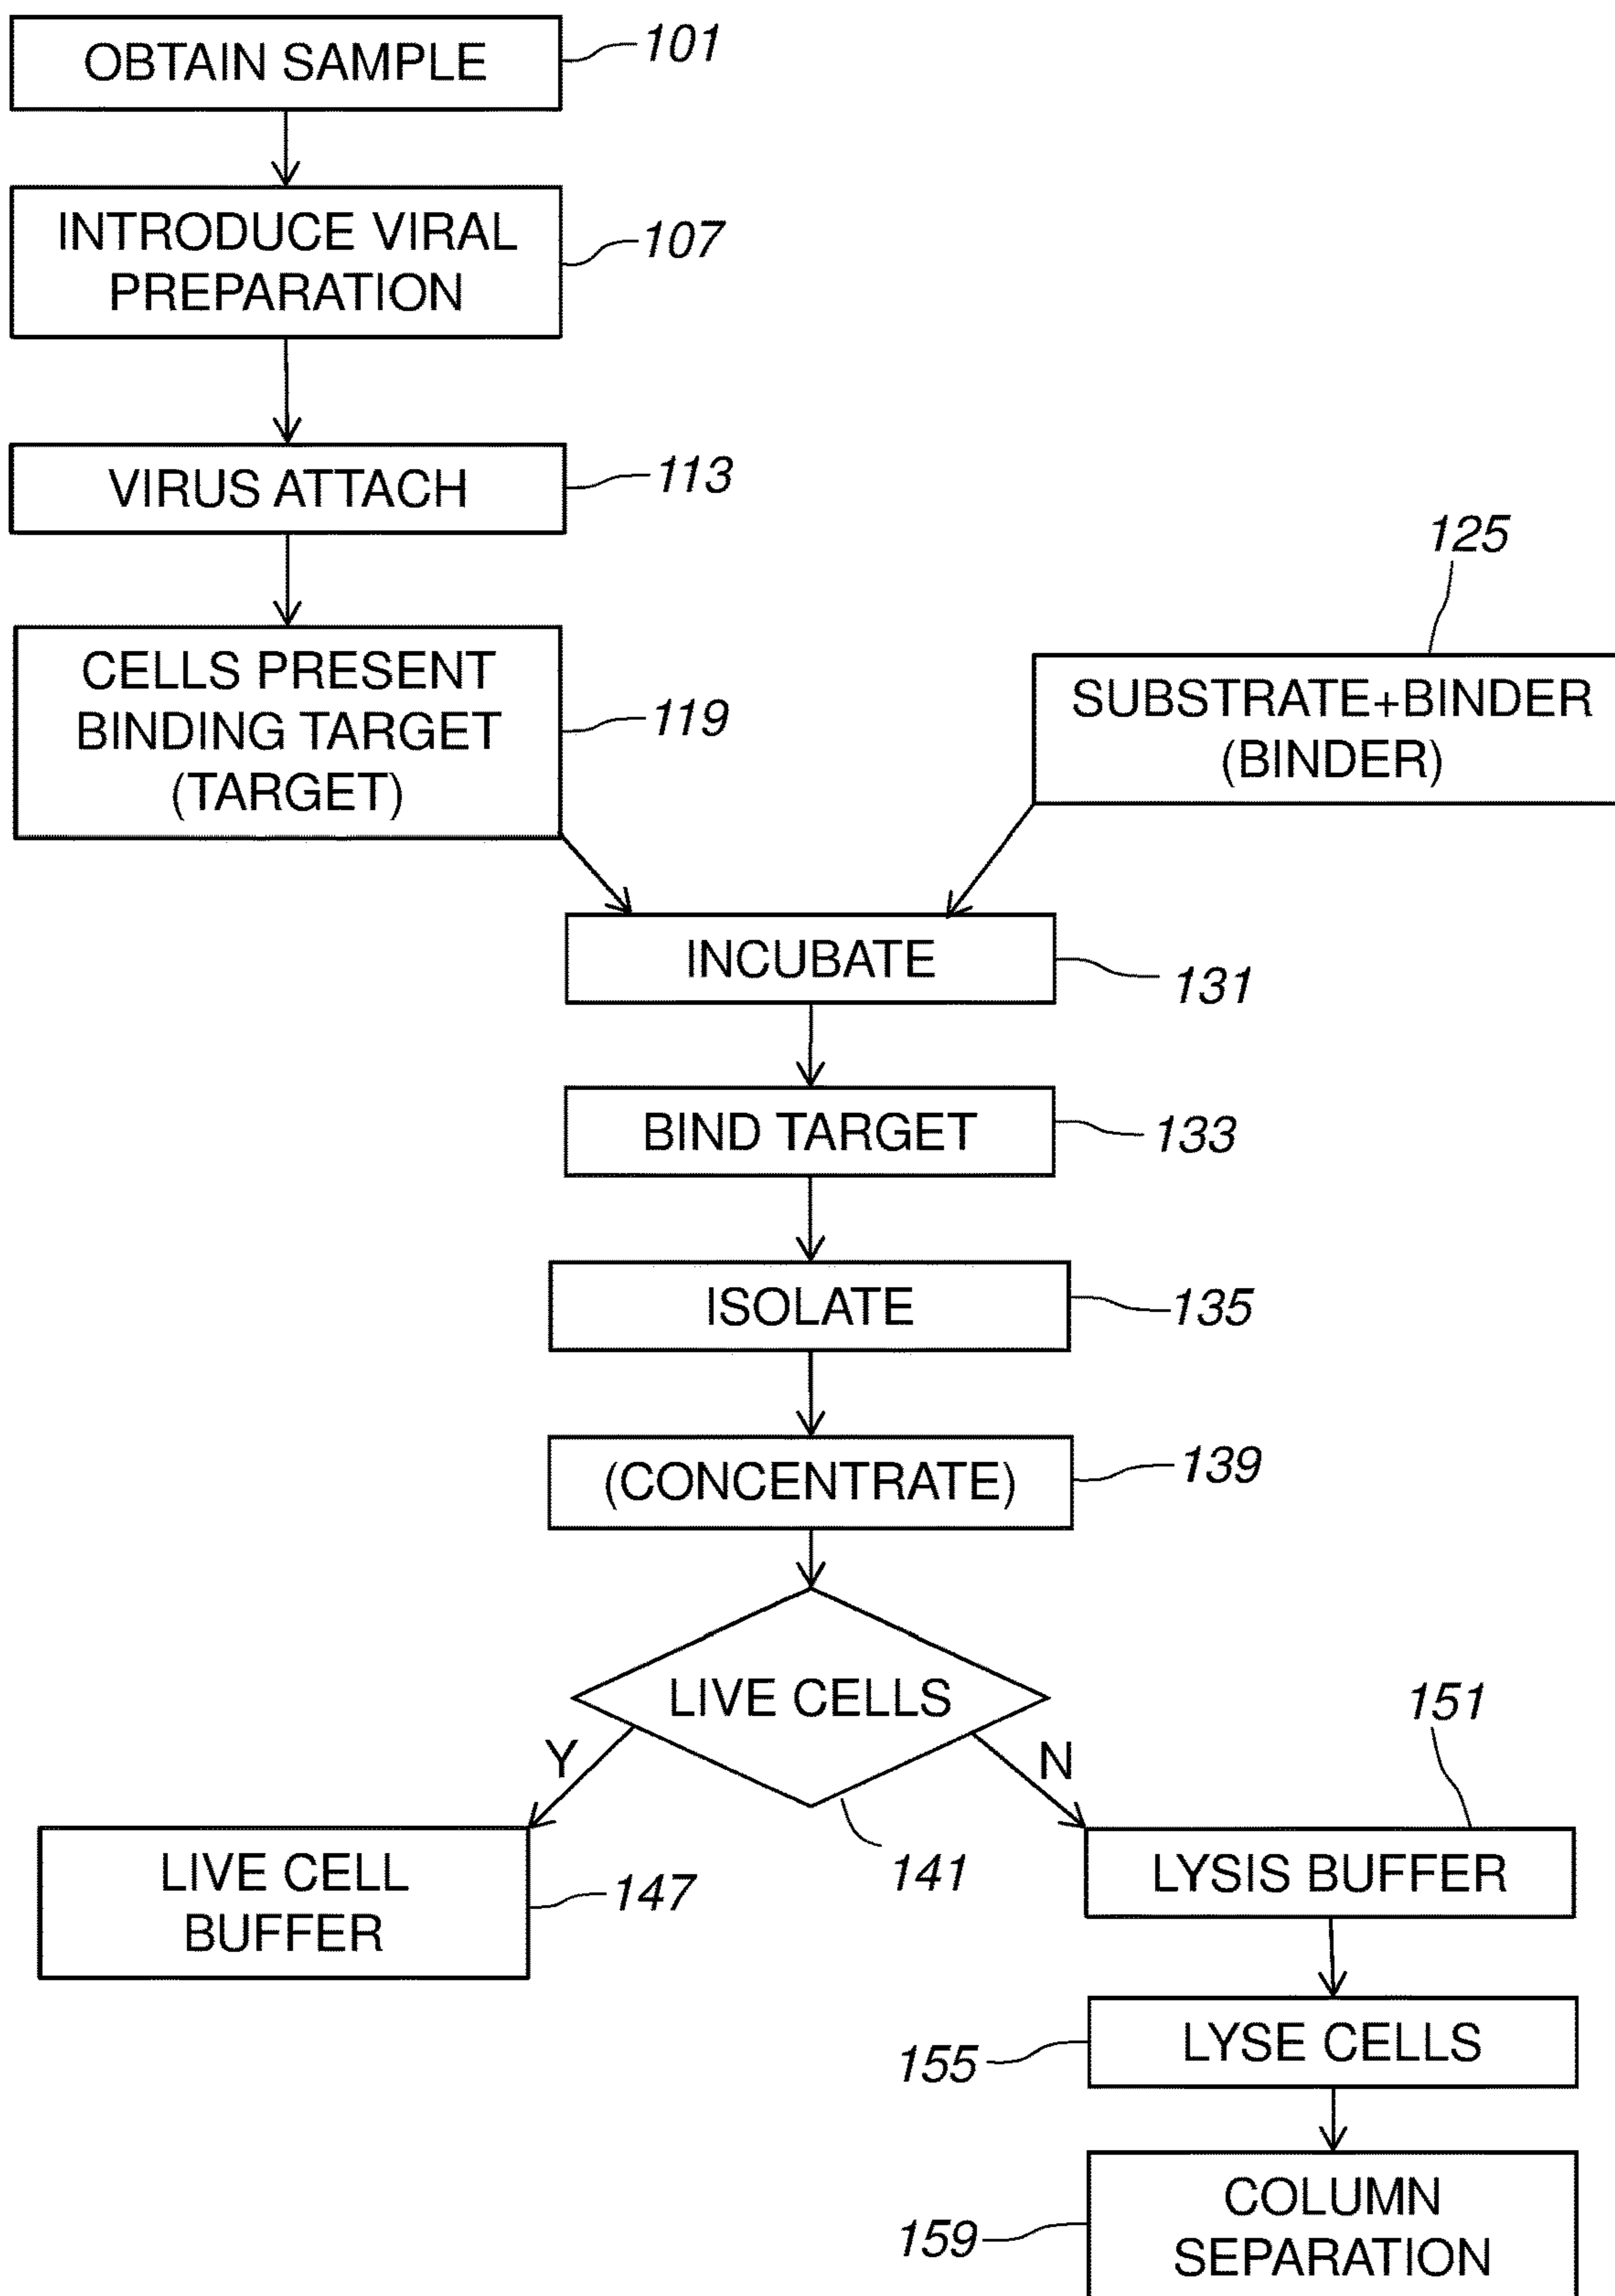 OBTAIN SAMPLE
101
INTRODUCE VIRAL
PREPARATION
107
VIRUS ATTACH
113
CELLS PRESENT
BINDING TARGET
(TARGET)
119
125
SUBSTRATE+BINDER
(BINDER)
INCUBATE
131
BIND TARGET
133
ISOLATE
135
(CONCENTRATE)
139
LIVE CELLS
141
Y
N
LIVE CELL
BUFFER
147
151
LYSIS BUFFER
LYSE CELLS
155
COLUMN
SEPARATION
159